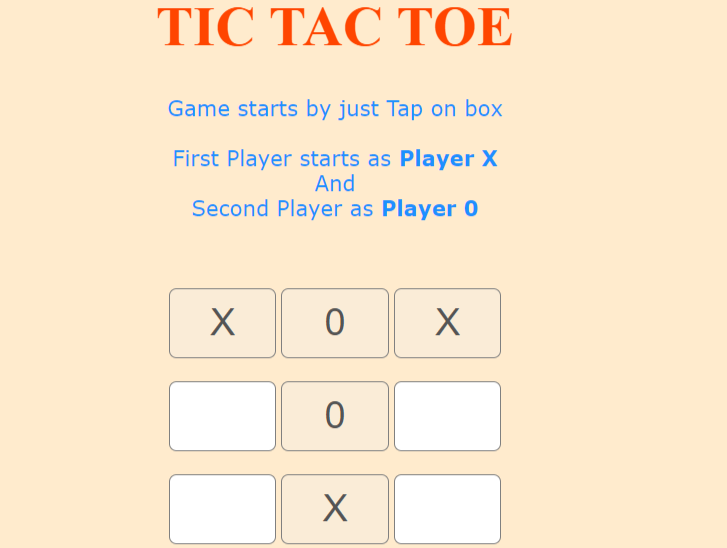 TIC TAC TOE
Game starts by just Tap on box
First Player starts as Player X
And
Second Player as Player 0
X 0 X
0
X